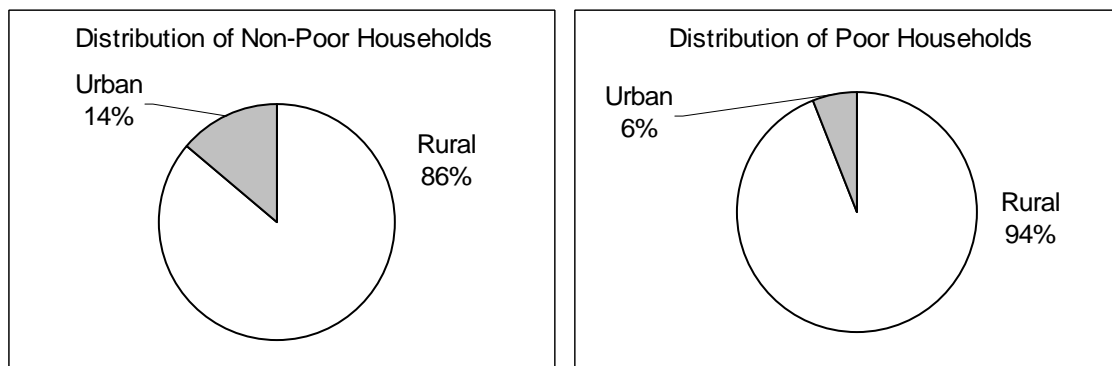 Distribution of Non-Poor Households
Urban
14%
Rural
86%
Distribution of Poor Households
Urban
6%
Rural
94%